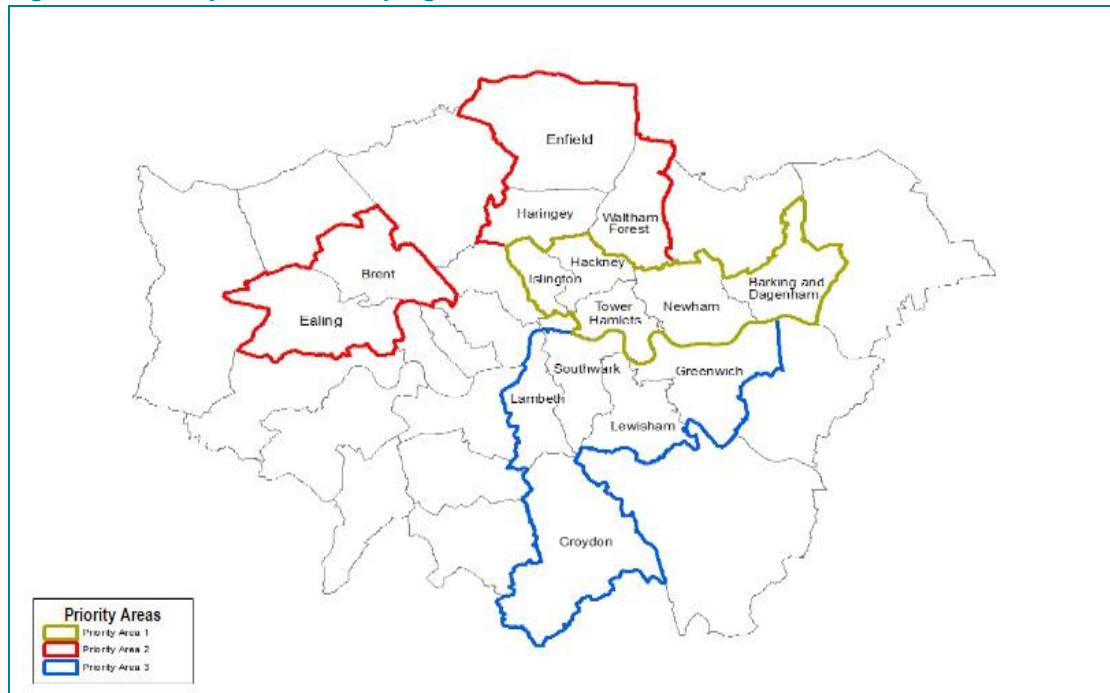 Enfield
Haringey
Waltham
Forest
Brent
Hackney
Islington
Barking and
Dagenham
Ealing
Tower
Hamlets
Newham
Southwark
Greenwich
Lambeth
Lewisham
Croydon
Priority Areas
Priority Area 1
Priority Area 2
Priority Area 3